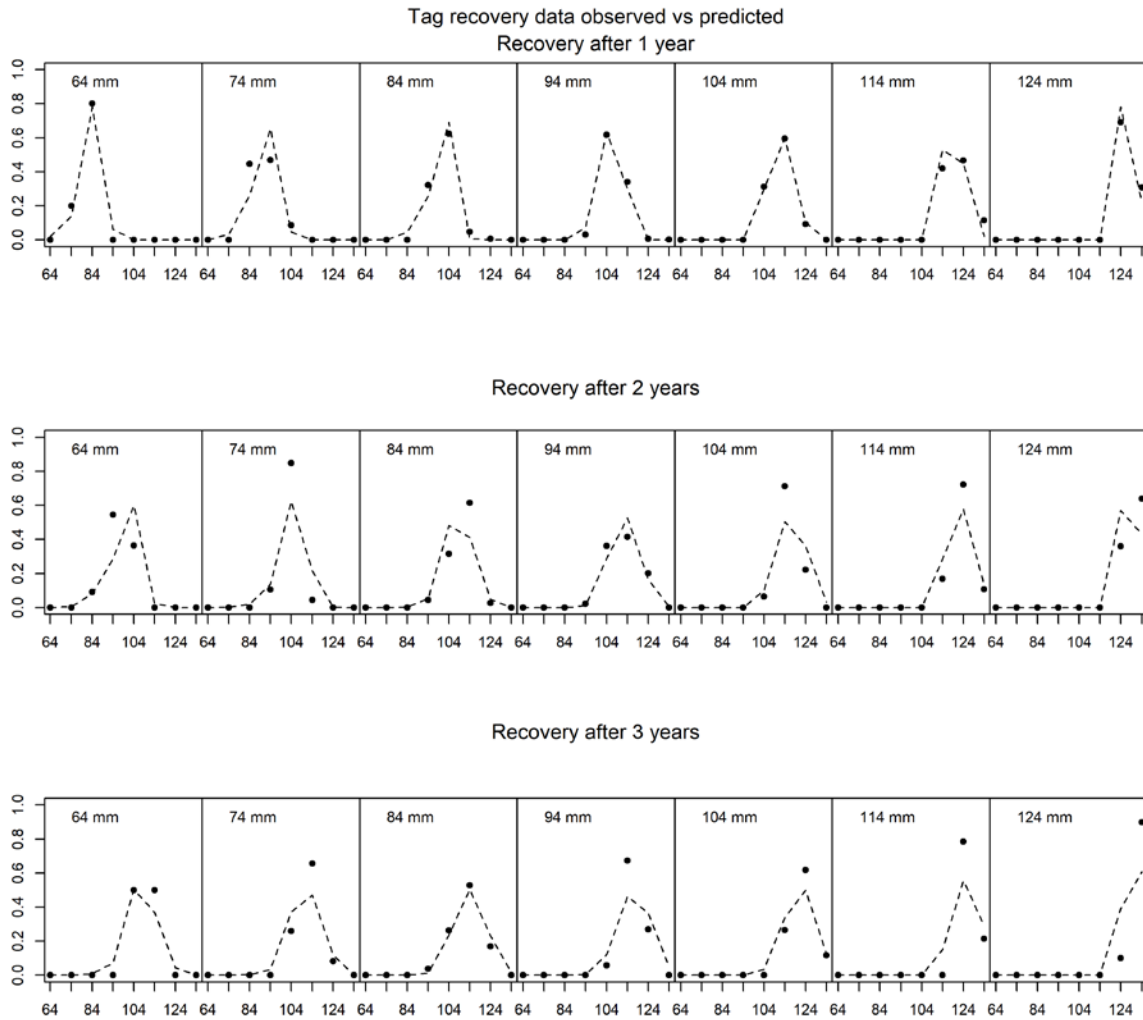 Tag recovery data observed vs predicted
Recovery after 1 year
64 mm 74 mm 84 mm 94 mm 104 mm 114 mm 124 mm
1.0
0.8
0.6
0.4
0.2
0.0
64 84 104 124 64 84 104 124 64 84 104 124 64 84 104 124 64 84 104 124 64 84 104 124 64 84 104 124
Recovery after 2 years
64 mm 74 mm 84 mm 94 mm 104 mm 114 mm 124 mm
1.0
0.8
0.6
0.4
0.2
0.0
64 84 104 124 64 84 104 124 64 84 104 124 64 84 104 124 64 84 104 124 64 84 104 124 64 84 104 124
Recovery after 3 years
64 mm 74 mm 84 mm 94 mm 104 mm 114 mm 124 mm
1.0
0.8
0.6
0.4
0.2
0.0
64 84 104 124 64 84 104 124 64 84 104 124 64 84 104 124 64 84 104 124 64 84 104 124 64 84 104 124